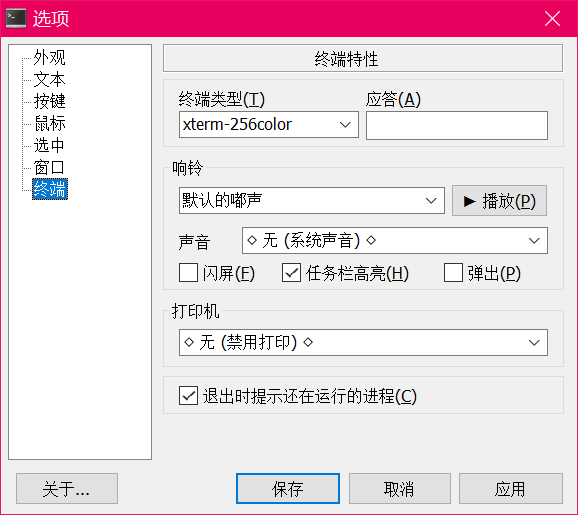 选项
外观
文本
按键
鼠标
选中
窗口
终端
终端特性
终端类型(T)
应答(A)
xterm-256color
响铃
默认的嘟声
► 播放(P)
声音
◇ 无 (系统声音) ◇
闪屏(F)
任务栏高亮(H)
弹出(P)
打印机
◇ 无 (禁用打印) ◇
退出时提示还在运行的进程(C)
关于...
保存
取消
应用